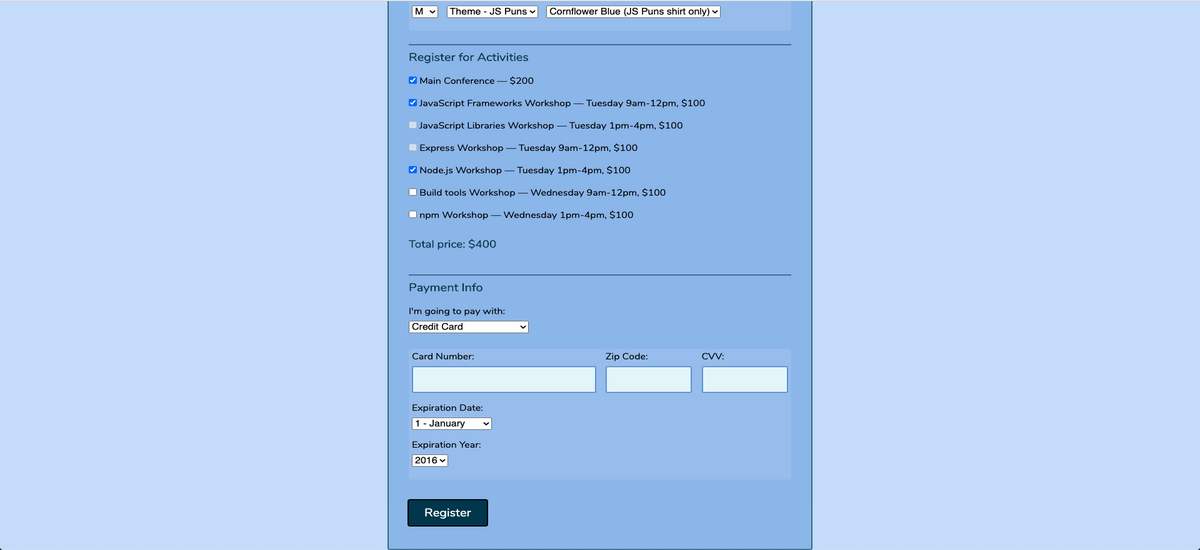 M Theme - JS Puns Cornflower Blue (JS Puns shirt only)
Register for Activities
Main Conference — $200
JavaScript Frameworks Workshop — Tuesday 9am-12pm, $100
JavaScript Libraries Workshop — Tuesday 1pm-4pm, $100
Express Workshop — Tuesday 9am-12pm, $100
Node.js Workshop — Tuesday 1pm-4pm, $100
Build tools Workshop — Wednesday 9am-12pm, $100
npm Workshop — Wednesday 1pm-4pm, $100
Total price: $400
Payment Info
I'm going to pay with:
Credit Card
Card Number: Zip Code: CVV:
Expiration Date:
1 - January
Expiration Year:
2016
Register